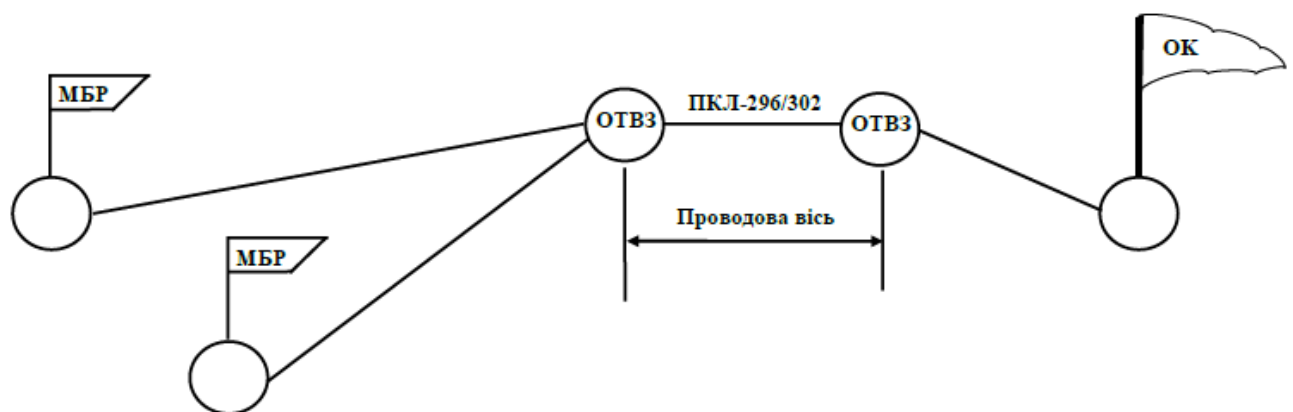 ОК
МБР
ПКЛ-296/302
ОТВЗ
ОТВЗ
Проводова вісь
МБР